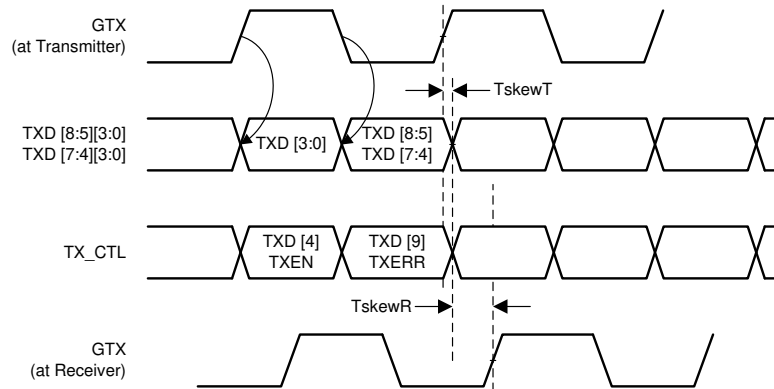 GTX
(at Transmitter)
TskewT
TXD [8:5][3:0]
TXD [7:4][3:0]
TXD [3:0]
TXD [8:5]
TXD [7:4]
TX_CTL
TXD [4]
TXEN
TXD [9]
TXERR
TskewR
GTX
(at Receiver)